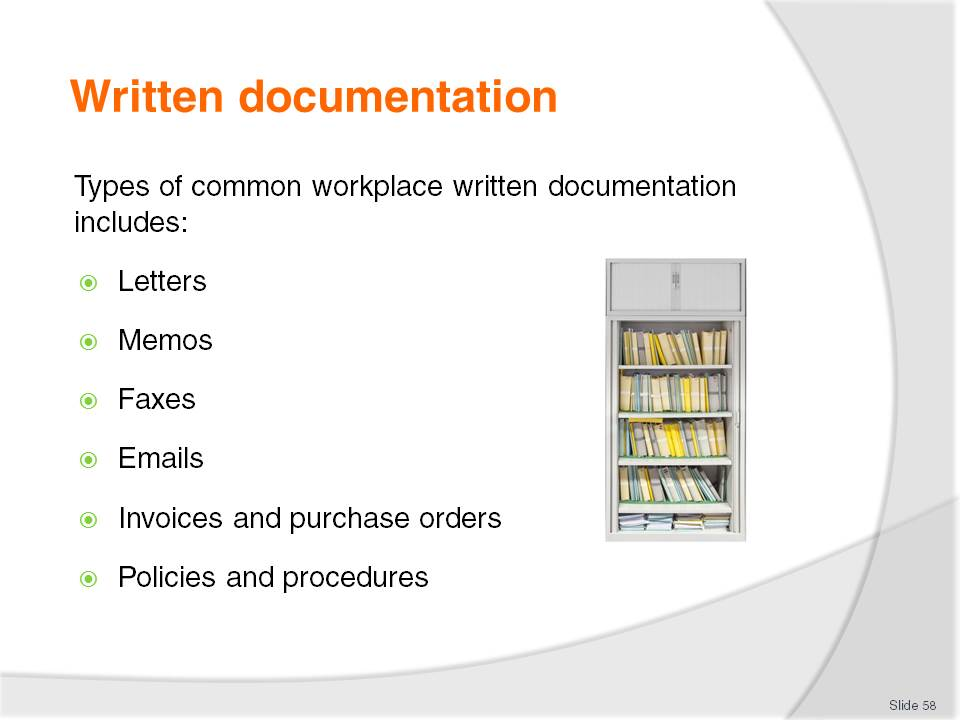 Written documentation
Types of common workplace written documentation
includes:
Letters
Memos
Faxes
Emails
Invoices and purchase orders
Policies and procedures
Slide 58